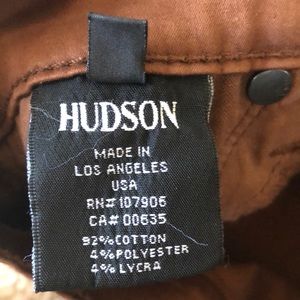 HUDSON
MADE IN
LOS ANGELES
USA
RN# 107906
CA# 00635
92%COTTON
4%POLYESTER
4%LYCRA